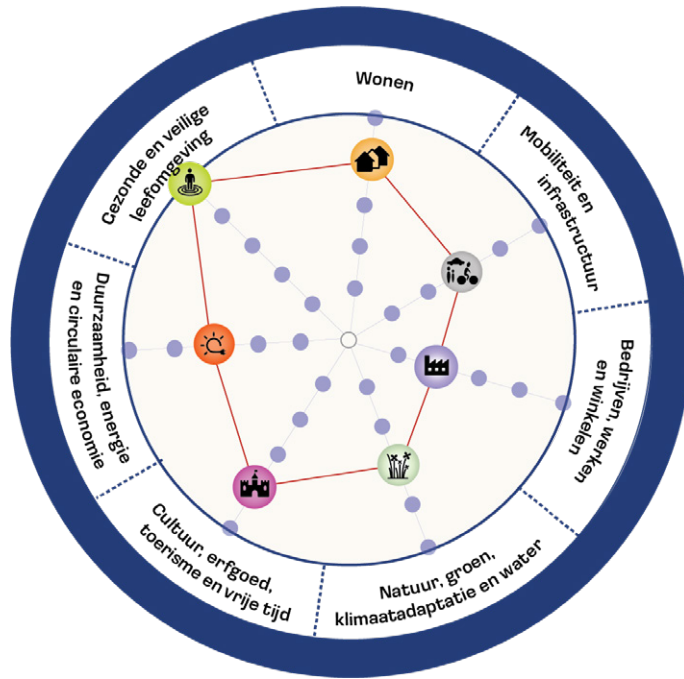 Wonen
Mobiliteit en
infrastructuur
Bedrijven, werken
en winkelen
Natuur, groen,
klimaatadaptatie en water
Cultuur, erfgoed,
toerisme en vrije tijd
Duurzaamheid, energie
en circulaire economie
Gezonde en veilige
leefomgeving